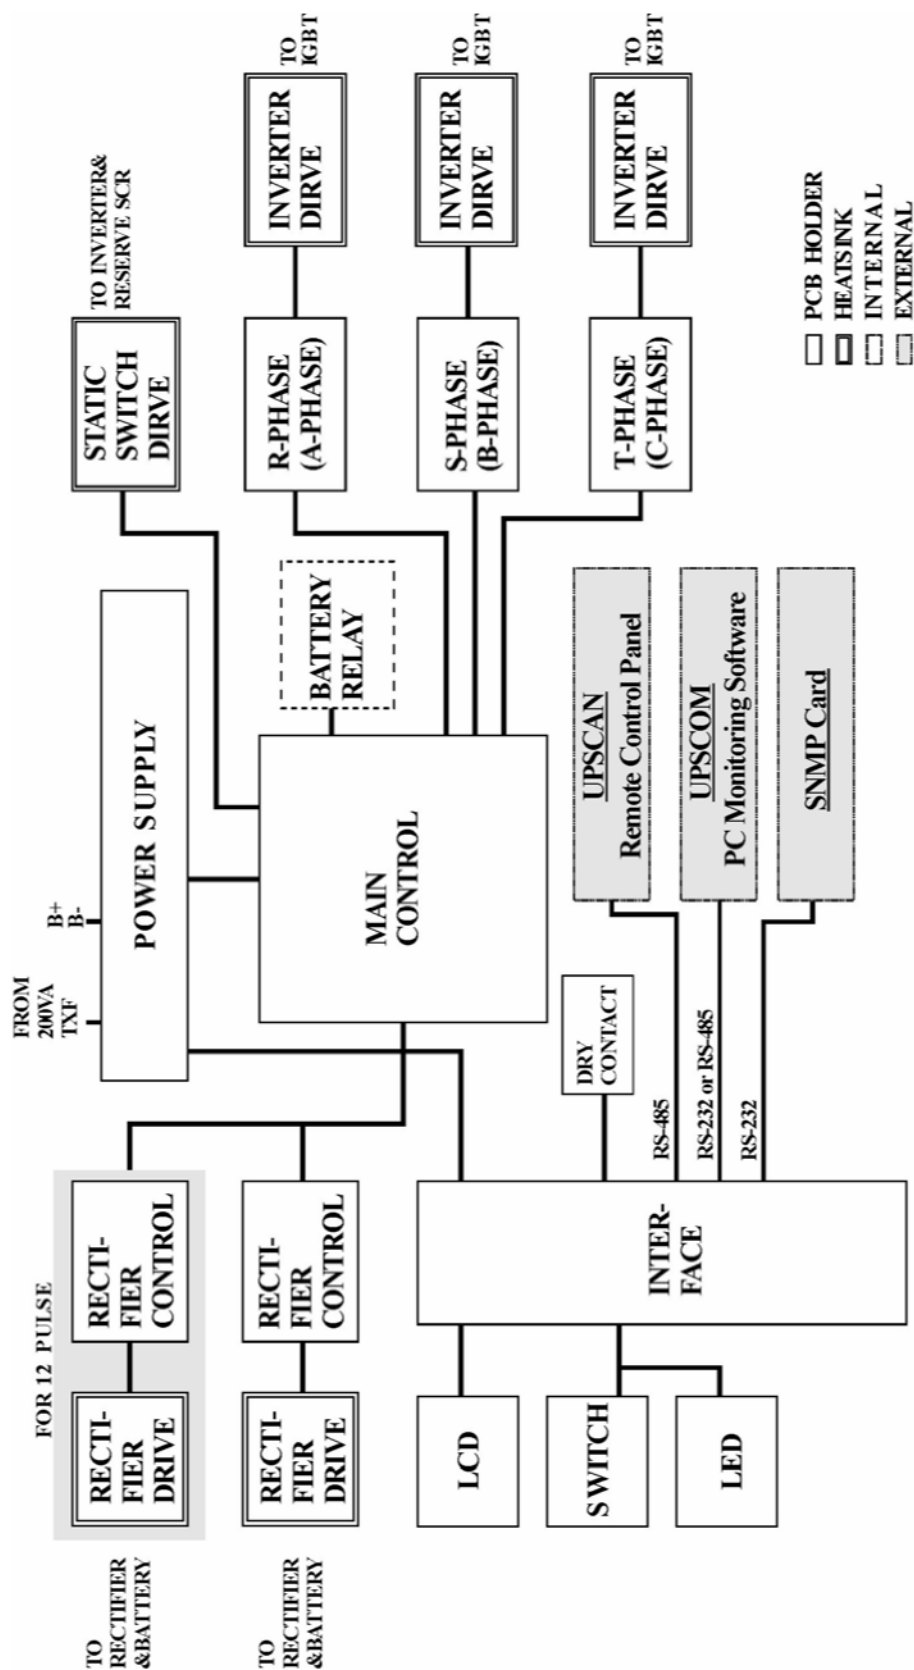 TO
RECTIFIER
&BATTERY
FOR 12 PULSE
RECTI-
FIER
DRIVE
RECTI-
FIER
CONTROL
FROM
200VA
TXF
B+
B-
POWER SUPPLY
STATIC
SWITCH
DIRVE
TO INVERTER&
RESERVE SCR
TO
RECTIFIER
&BATTERY
RECTI-
FIER
DRIVE
RECTI-
FIER
CONTROL
MAIN
CONTROL
BATTERY
RELAY
R-PHASE
(A-PHASE)
INVERTER
DIRVE
TO
IGBT
S-PHASE
(B-PHASE)
INVERTER
DIRVE
TO
IGBT
T-PHASE
(C-PHASE)
INVERTER
DIRVE
TO
IGBT
LCD
SWITCH
LED
INTER-
FACE
DRY
CONTACT
RS-485
RS-232 or RS-485
RS-232
UPSCAN
Remote Control Panel
UPSCOM
PC Monitoring Software
SNMP Card
PCB HOLDER
HEATSINK
INTERNAL
EXTERNAL